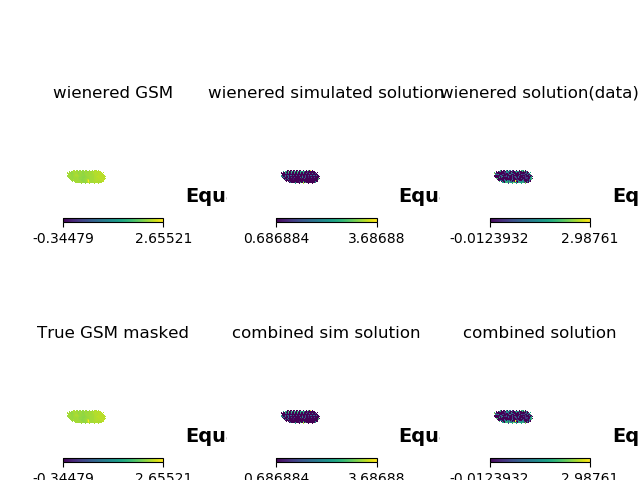 wienered GSM
wienered simulated solution
wienered solution(data)
Equ
Equ
Eq
-0.34479 2.65521
0.686884 3.68688
-0.0123932 2.98761
True GSM masked
combined sim solution
combined solution
Equ
Equ
Eq
-0.34479 2.65521
0.686884 3.68688
-0.0123932 2.98761